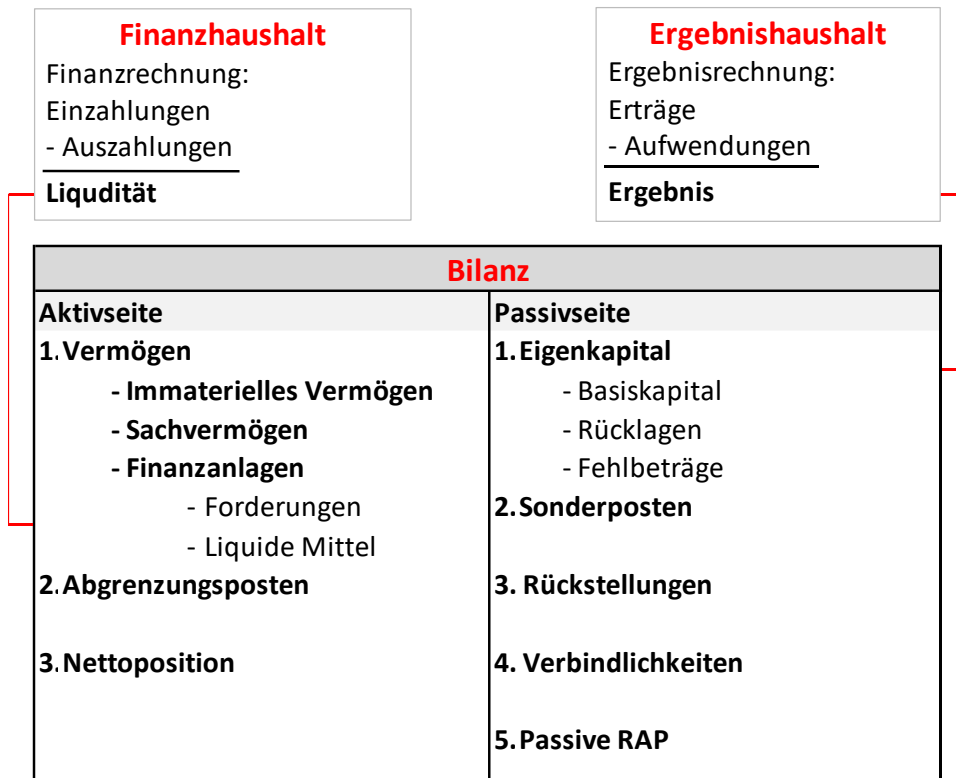 Finanzhaushalt
Finanzrechnung:
Einzahlungen
- Auszahlungen
Liqudität
Ergebnishaushalt
Ergebnisrechnung:
Erträge
- Aufwendungen
Ergebnis
Bilanz
Aktivseite
1. Vermögen
- Immaterielles Vermögen
- Sachvermögen
- Finanzanlagen
- Forderungen
- Liquide Mittel
2. Abgrenzungsposten
3. Nettoposition
Passivseite
1. Eigenkapital
- Basiskapital
- Rücklagen
- Fehlbeträge
2. Sonderposten
3. Rückstellungen
4. Verbindlichkeiten
5. Passive RAP